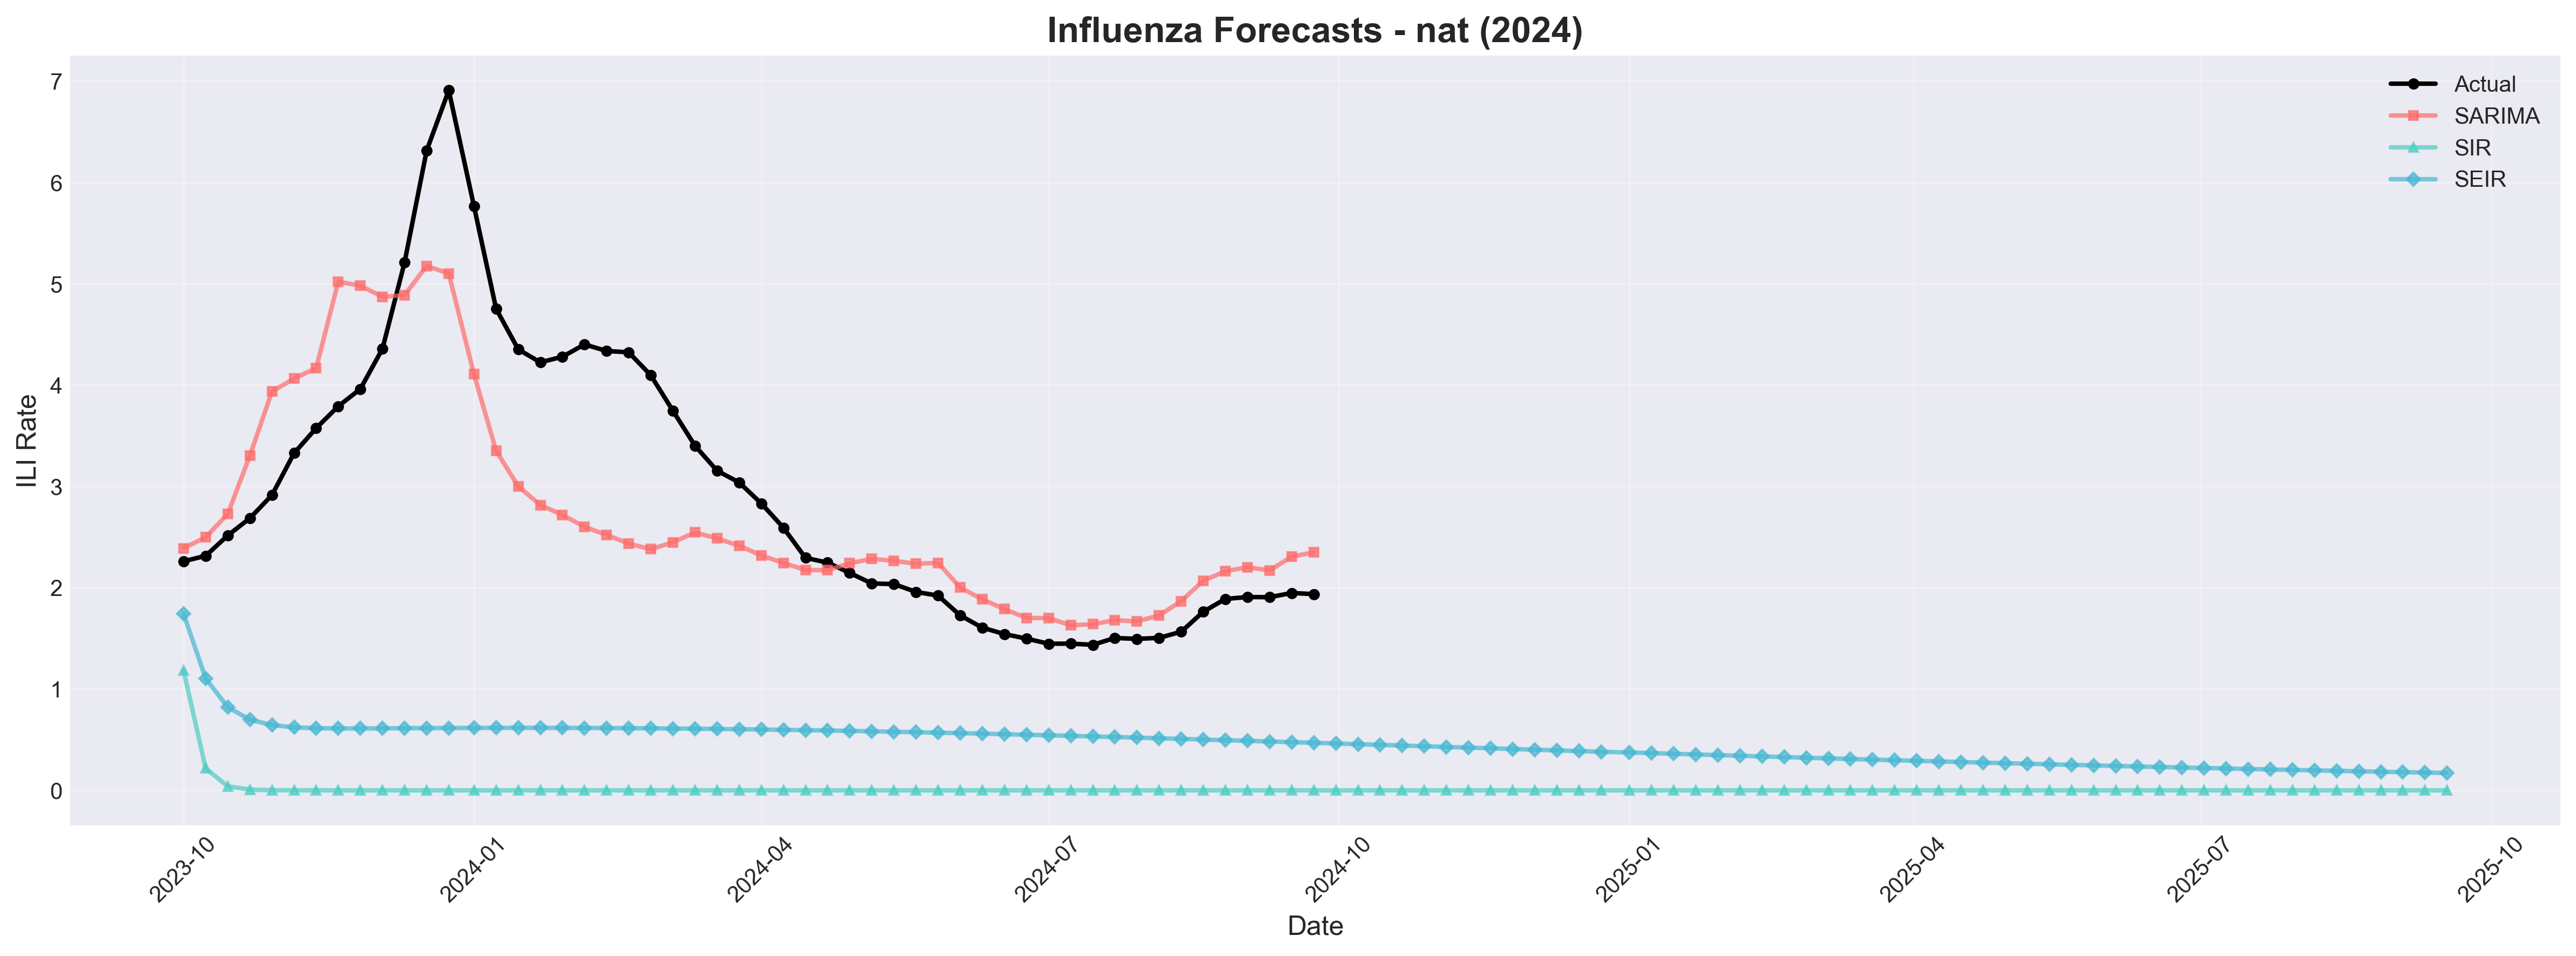 Influenza Forecasts - nat (2024)
Actual
SARIMA
SIR
SEIR
ILI Rate
7
6
5
4
3
2
1
0
2023-10
2024-01
2024-04
2024-07
2024-10
2025-01
2025-04
2025-07
2025-10
Date